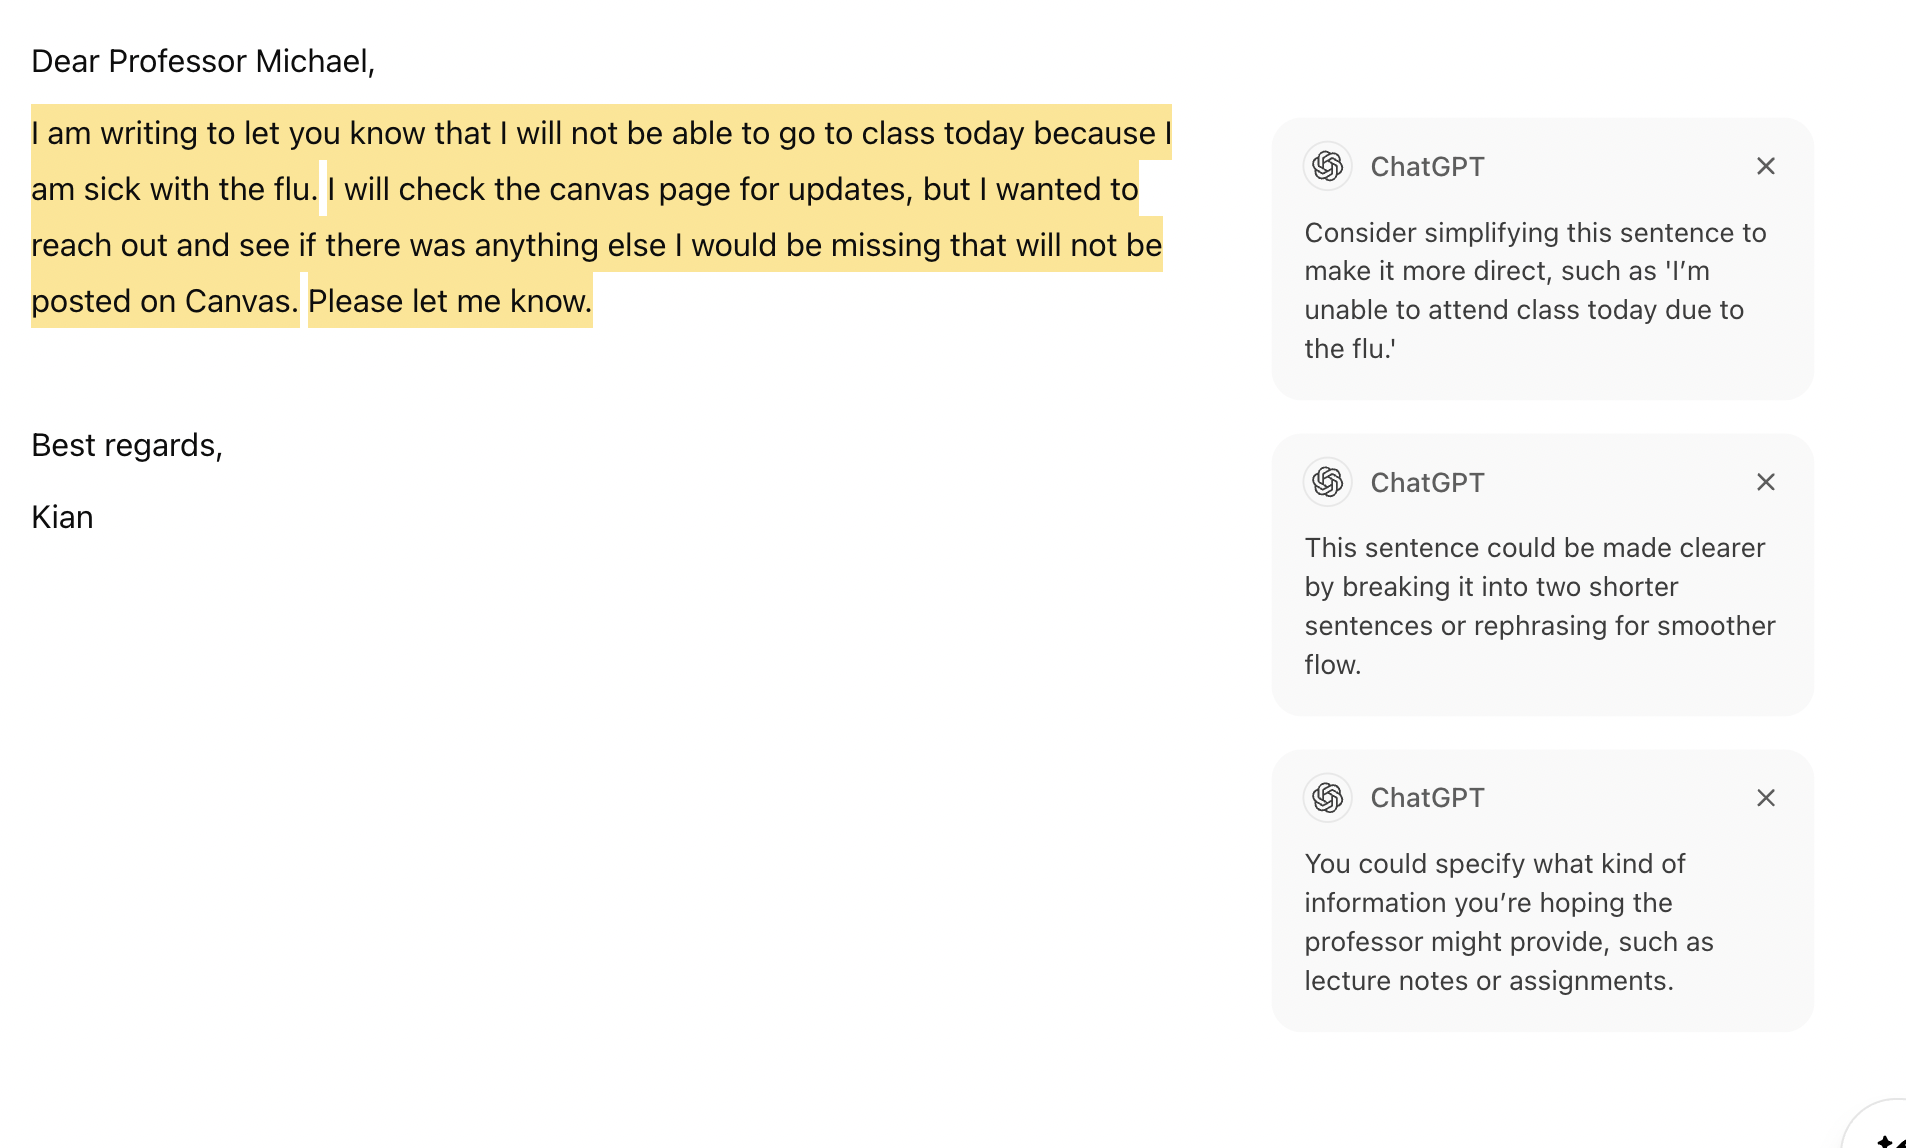 Dear Professor Michael,
I am writing to let you know that I will not be able to go to class today because I
am sick with the flu. I will check the canvas page for updates, but I wanted to
reach out and see if there was anything else I would be missing that will not be
posted on Canvas. Please let me know.
Best regards,
Kian
ChatGPT
Consider simplifying this sentence to
make it more direct, such as 'I’m
unable to attend class today due to
the flu.'
ChatGPT
This sentence could be made clearer
by breaking it into two shorter
sentences or rephrasing for smoother
flow.
ChatGPT
You could specify what kind of
information you’re hoping the
professor might provide, such as
lecture notes or assignments.